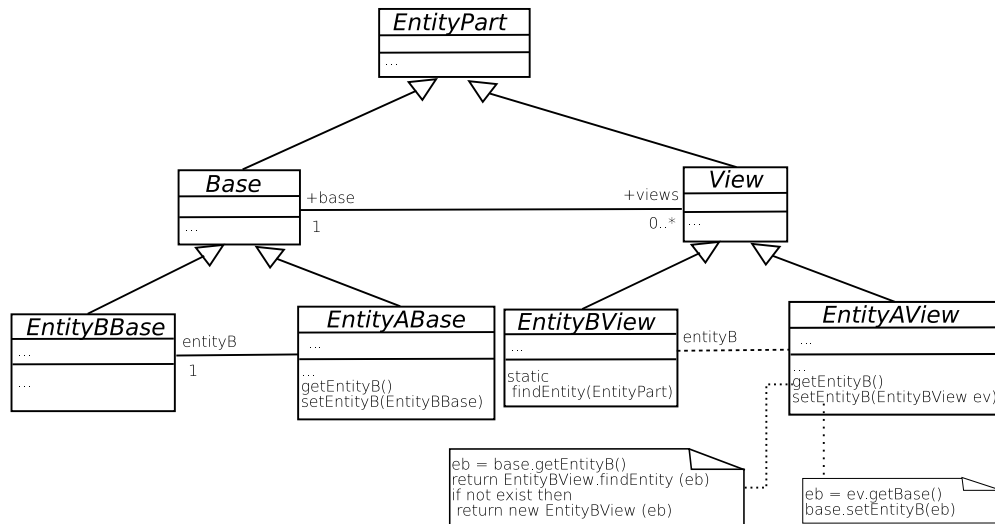 EntityPart
...
Base
...
+base
1
+views
0..*
View
...
EntityBBase
...
...
entityB
1
EntityABase
...
...
getEntityB()
setEntityB(EntityBBase)
EntityBView
...
static
findEntity(EntityPart)
entityB
EntityAView
...
...
getEntityB()
setEntityB(EntityBView ev)
eb = base.getEntityB()
return EntityBView.findEntity (eb)
if not exist then
return new EntityBView (eb)
eb = ev.getBase()
base.setEntityB(eb)